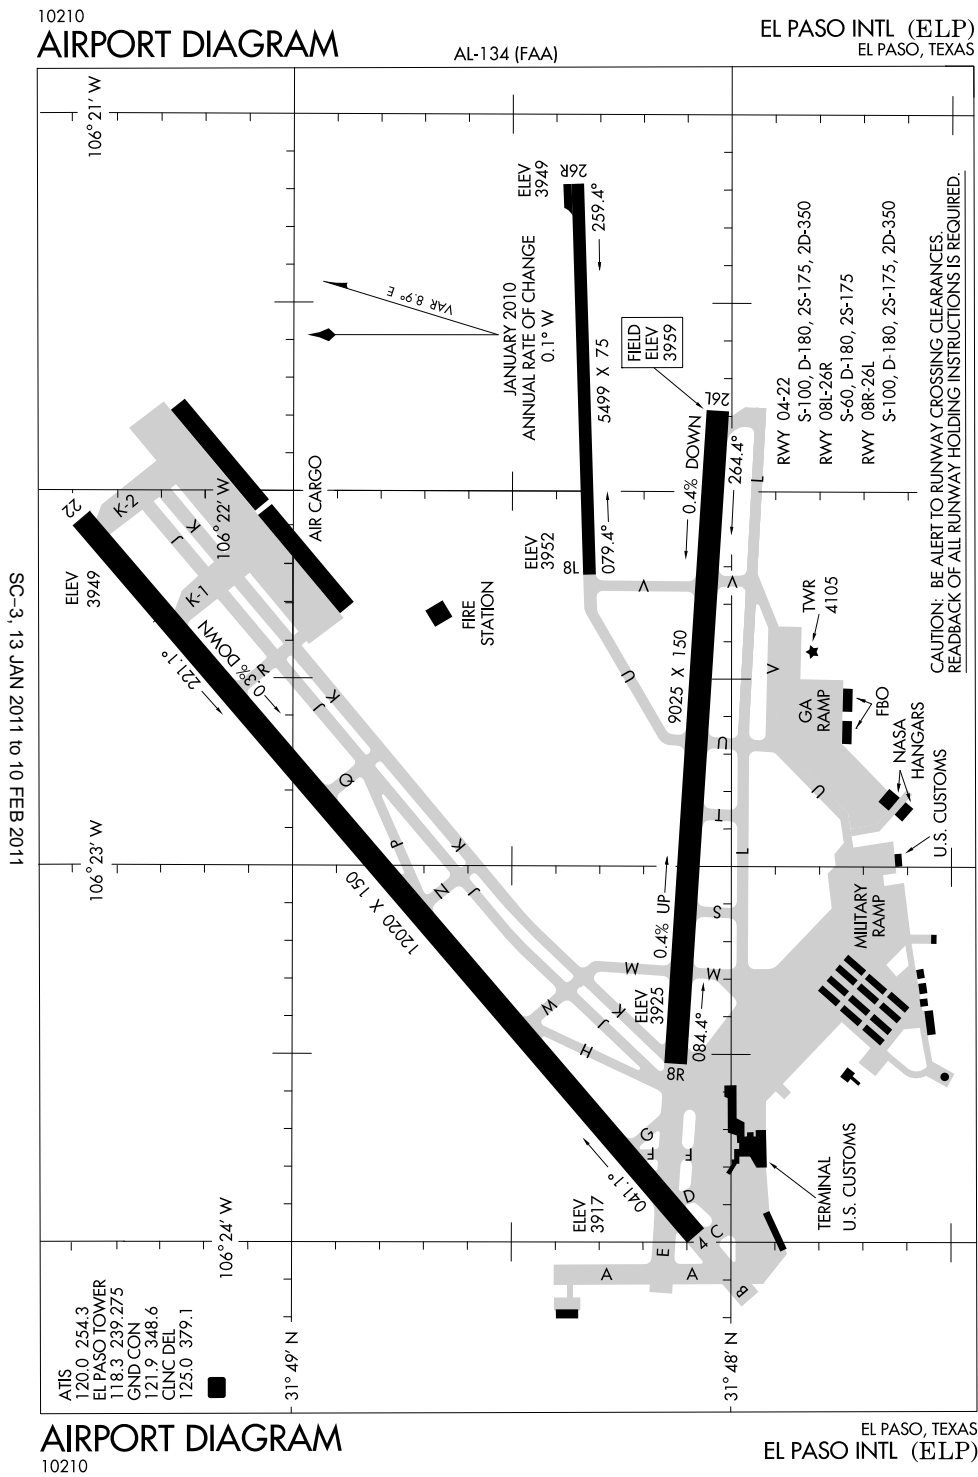 10210
AIRPORT DIAGRAM
AL-134 (FAA)
EL PASO INTL (ELP)
EL PASO, TEXAS
106° 21' W
ELEV
3949
26R
259.4°
VAR 8.9° E
JANUARY 2010
ANNUAL RATE OF CHANGE
0.1° W
FIELD
ELEV
3959
5499 X 75
26L
0.4% DOWN
264.4°
L
RWY 04-22
S-100, D-180, 2S-175, 2D-350
RWY 08L-26R
S-60, D-180, 2S-175
RWY 08R-26L
S-100, D-180, 2S-175, 2D-350
CAUTION: BE ALERT TO RUNWAY CROSSING CLEARANCES.
READBACK OF ALL RUNWAY HOLDING INSTRUCTIONS IS REQUIRED.
22
K-2
K
J
106° 22' W
AIR CARGO
ELEV
3949
K-1
ELEV
3952
8L
079.4°
V
V
V
FIRE
STATION
TWR
4105
221.1°
0.3% DOWN
R
K
J
U
9025 X 150
U
U
GA
RAMP
FBO
NASA
HANGARS
U.S. CUSTOMS
Q
T
L
106° 23' W
P
K
J
N
12020 X 150
0.4% UP
S
MILITARY
RAMP
M
M
W
ELEV
3925
K
J
H
084.4°
8R
G
F
F
041.1°
D
ELEV
3917
4
C
E
A
A
B
TERMINAL
U.S. CUSTOMS
106° 24' W
ATIS
120.0 254.3
EL PASO TOWER
118.3 239.275
GND CON
121.9 348.6
CLNC DEL
125.0 379.1
31° 49' N
31° 48' N
SC-3, 13 JAN 2011 to 10 FEB 2011
AIRPORT DIAGRAM
10210
EL PASO, TEXAS
EL PASO INTL (ELP)